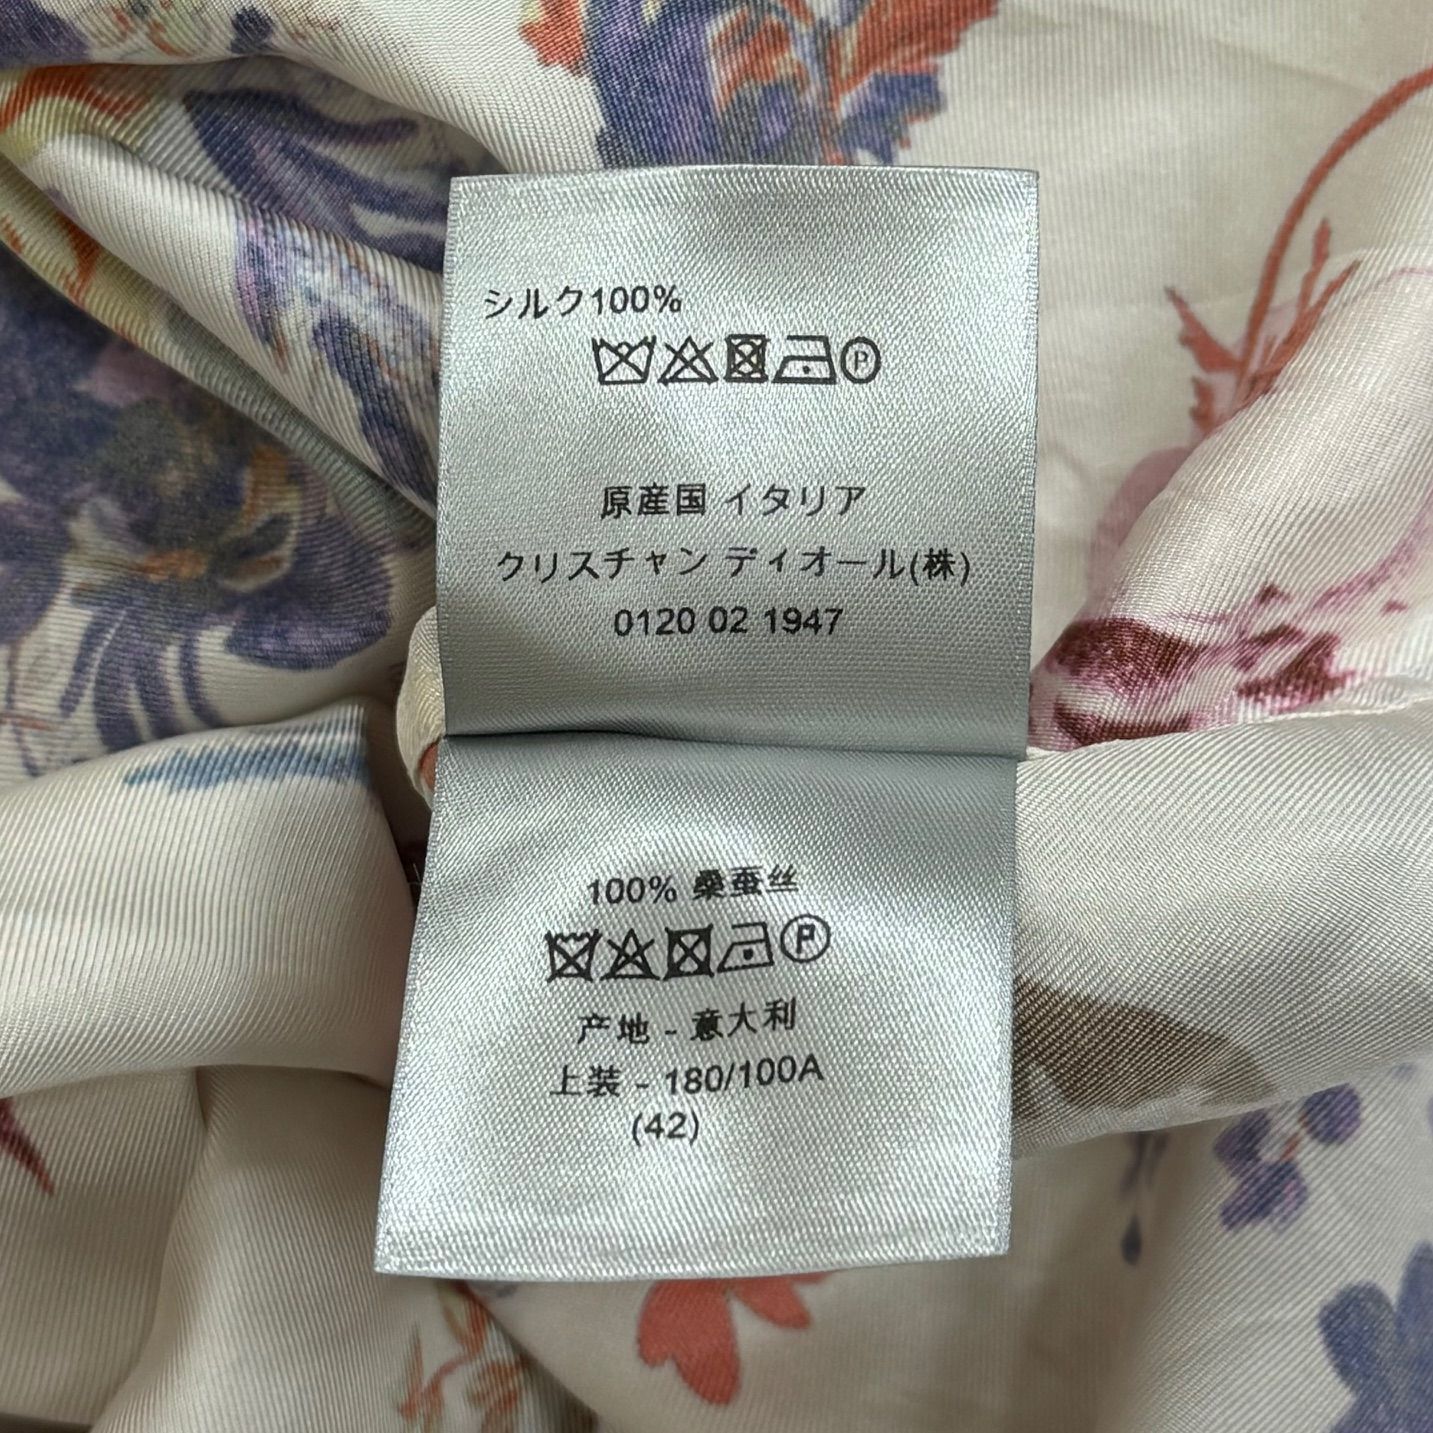 シルク100%
P
原産国 イタリア
クリスチャン ディオール(株)
0120 02 1947
100% 桑蚕丝
P
产地 - 意大利
上装 - 180/100A
(42)